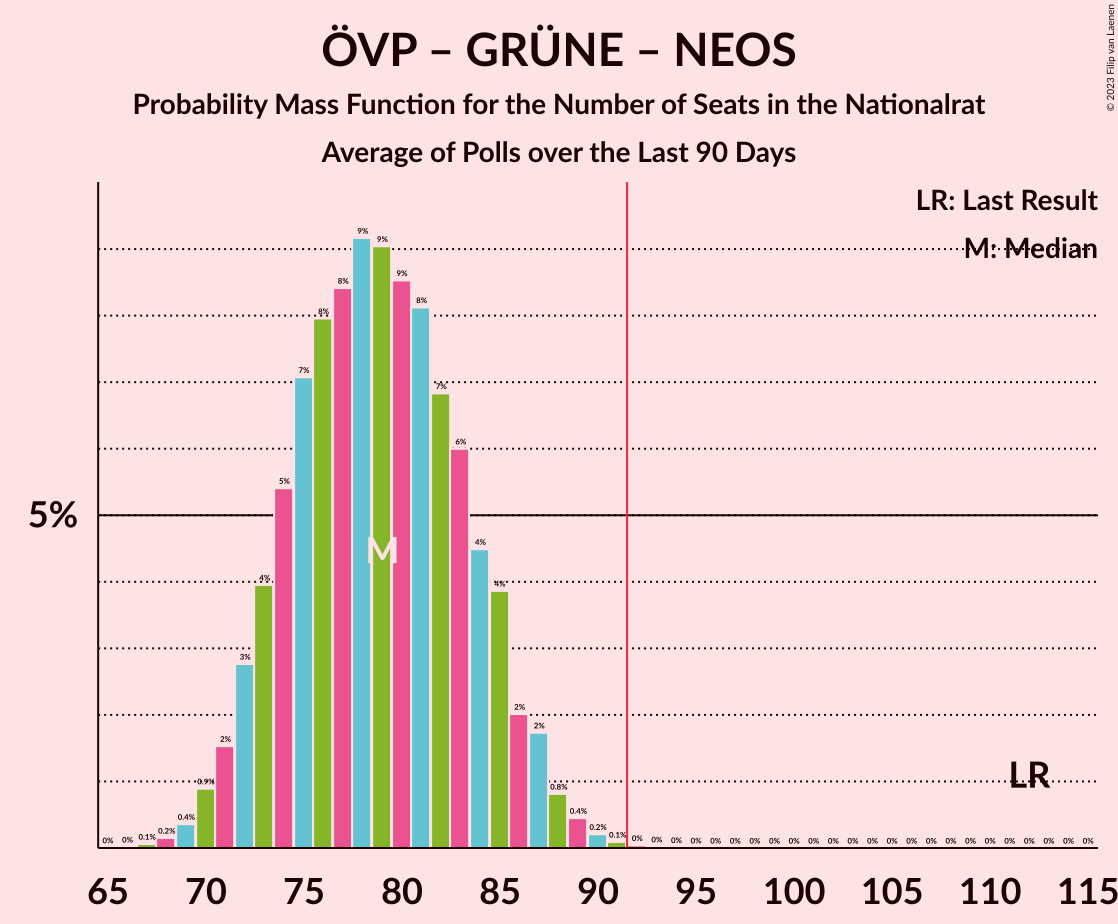 ÖVP – GRÜNE – NEOS
Probability Mass Function for the Number of Seats in the Nationalrat
Average of Polls over the Last 90 Days
© 2023 Filip van Laenen
LR: Last Result
M: Median
5%
0% 0% 0.1% 0.2% 0.4% 0.9% 2% 3% 4% 5% 7% 8% 8% 9% 9% 9% 8% 7% 6% 4% 4% 2% 2% 0.8% 0.4% 0.2% 0.1% 0% 0% 0% 0% 0% 0% 0% 0% 0% 0% 0% 0% 0% 0% 0% 0% 0% 0% 0% 0% 0% 0% 0% 0%
M
LR
65 70 75 80 85 90 95 100 105 110 115